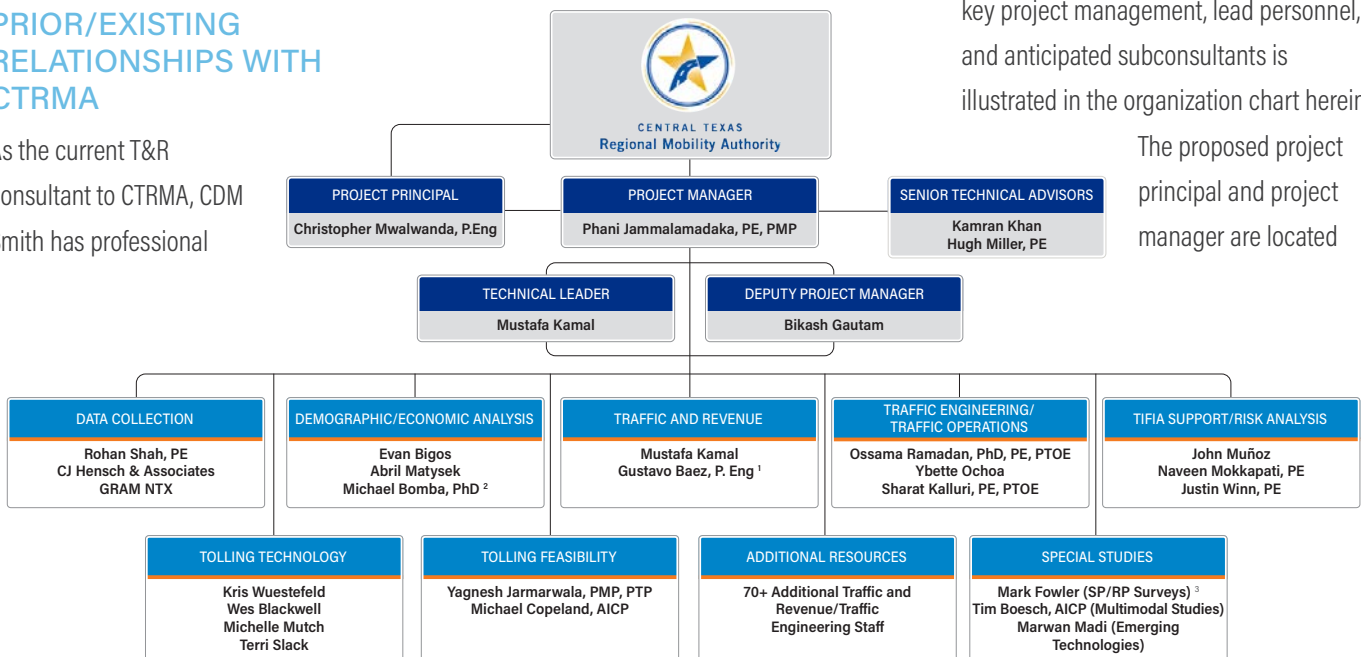 PRIOR/EXISTING
RELATIONSHIPS WITH
CTRMA
As the current T&R
consultant to CTRMA, CDM
Smith has professional
key project management, lead personnel,
and anticipated subconsultants is
illustrated in the organization chart herein
The proposed project
principal and project
manager are located
CENTRAL TEXAS
Regional Mobility Authority
PROJECT PRINCIPAL
Christopher Mwalwanda, P.Eng
PROJECT MANAGER
Phani Jammalamadaka, PE, PMP
SENIOR TECHNICAL ADVISORS
Kamran Khan
Hugh Miller, PE
TECHNICAL LEADER
Mustafa Kamal
DEPUTY PROJECT MANAGER
Bikash Gautam
DATA COLLECTION
Rohan Shah, PE
CJ Hensch & Associates
GRAM NTX
DEMOGRAPHIC/ECONOMIC ANALYSIS
Evan Bigos
Abril Matysek
Michael Bomba, PhD 2
TRAFFIC AND REVENUE
Mustafa Kamal
Gustavo Baez, P. Eng 1
TRAFFIC ENGINEERING/
TRAFFIC OPERATIONS
Ossama Ramadan, PhD, PE, PTOE
Ybette Ochoa
Sharat Kalluri, PE, PTOE
TIFIA SUPPORT/RISK ANALYSIS
John Muñoz
Naveen Mokkapati, PE
Justin Winn, PE
TOLLING TECHNOLOGY
Kris Wuestefeld
Wes Blackwell
Michelle Mutch
Terri Slack
TOLLING FEASIBILITY
Yagnesh Jarmarwala, PMP, PTP
Michael Copeland, AICP
ADDITIONAL RESOURCES
70+ Additional Traffic and
Revenue/Traffic
Engineering Staff
SPECIAL STUDIES
Mark Fowler (SP/RP Surveys) 3
Tim Boesch, AICP (Multimodal Studies)
Marwan Madi (Emerging
Technologies)